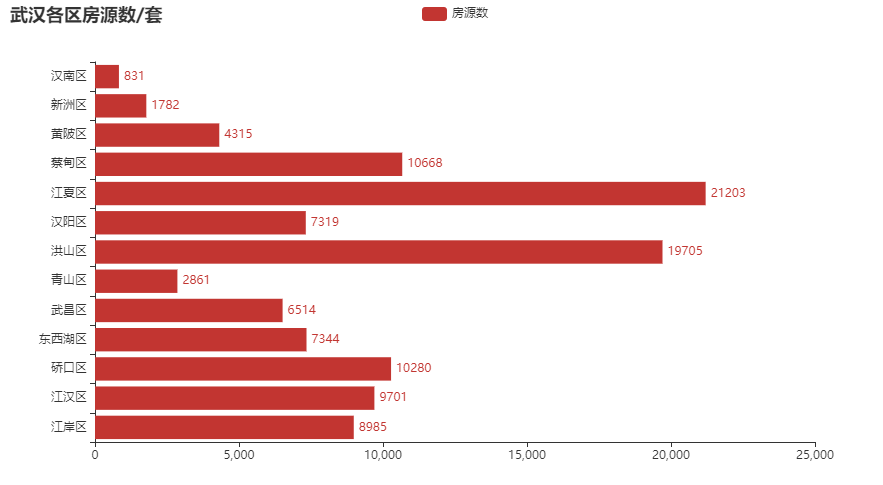 武汉各区房源数/套
房源数
汉南区 831
新洲区 1782
黄陂区 4315
蔡甸区 10668
江夏区 21203
汉阳区 7319
洪山区 19705
青山区 2861
武昌区 6514
东西湖区 7344
硚口区 10280
江汉区 9701
江岸区 8985
0 5,000 10,000 15,000 20,000 25,000